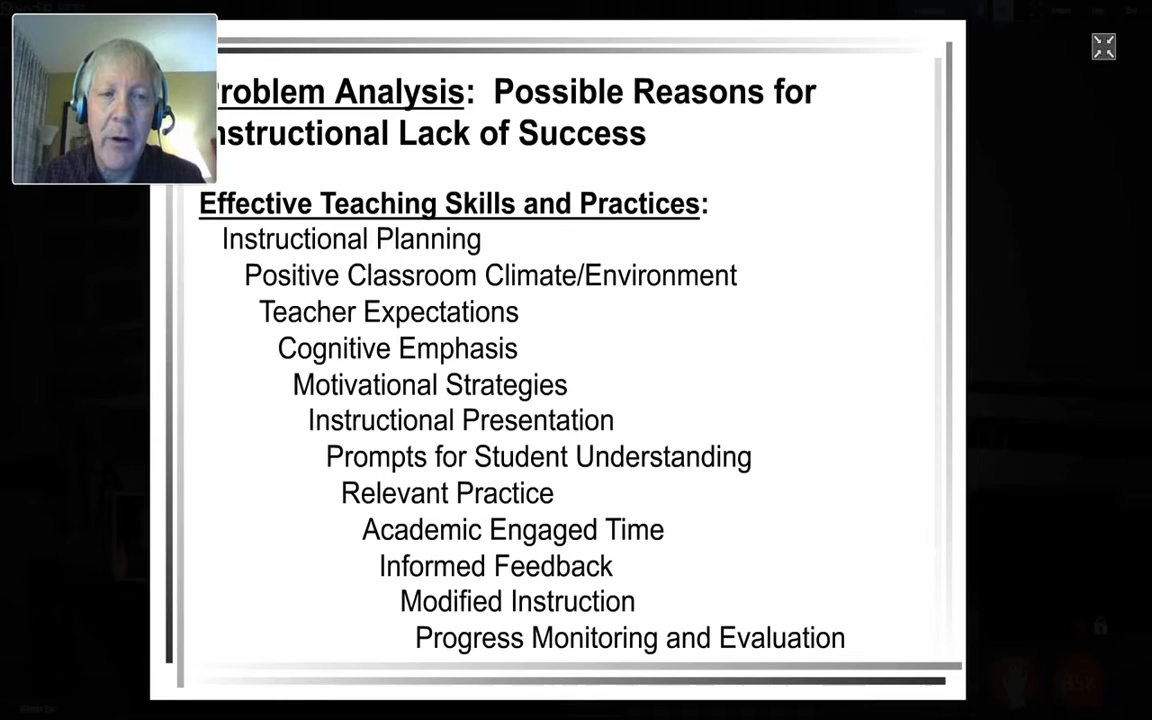 roblem Analysis: Possible Reasons for
nstructional Lack of Success
Effective Teaching Skills and Practices:
Instructional Planning
Positive Classroom Climate/Environment
Teacher Expectations
Cognitive Emphasis
Motivational Strategies
Instructional Presentation
Prompts for Student Understanding
Relevant Practice
Academic Engaged Time
Informed Feedback
Modified Instruction
Progress Monitoring and Evaluation